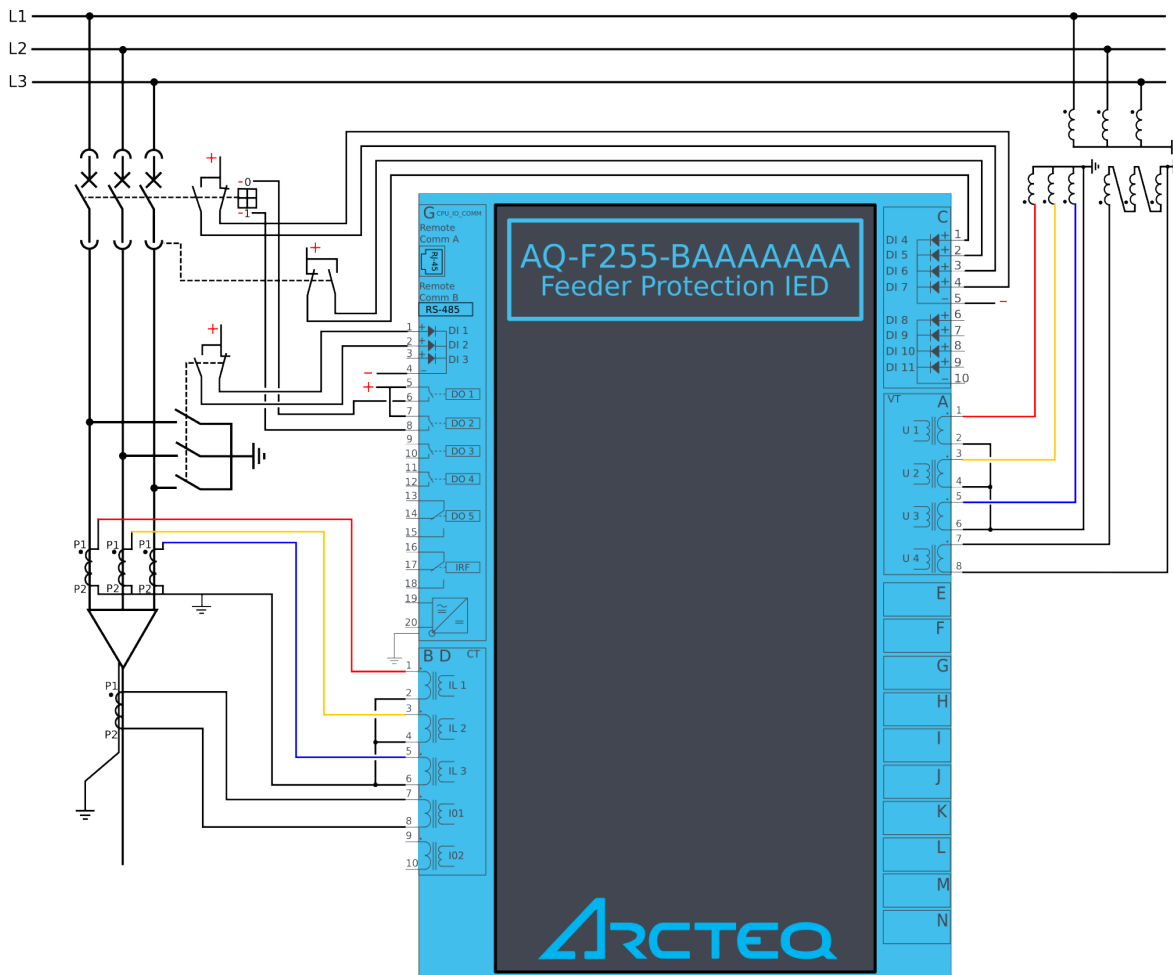 L1
L2
L3
+
-0
-1
+
+
G CPU_IO_COMM
Remote
Comm A
RJ-45
Remote
Comm B
RS-485
1 + DI 1
2 + DI 2
3 + DI 3
- 4 -
+ 5
6 DO 1
7
8 DO 2
9
10 DO 3
11
12 DO 4
13
14 DO 5
15
16
17 IRF
18
19
20
B D CT
1 IL 1
2
3 IL 2
4
5 IL 3
6
7 I01
8
9 I02
10
P1 P1 P1
P2 P2 P2
P1
P2
AQ-F255-BAAAAAAA
Feeder Protection IED
ARCTEQ
C
DI 4 + 1
DI 5 + 2
DI 6 + 3
DI 7 + 4
- 5 -
DI 8 + 6
DI 9 + 7
DI 10 + 8
DI 11 + 9
- 10
VT A
U 1 1
2
U 2 3
4
U 3 5
6
U 4 7
8
E
F
G
H
I
J
K
L
M
N